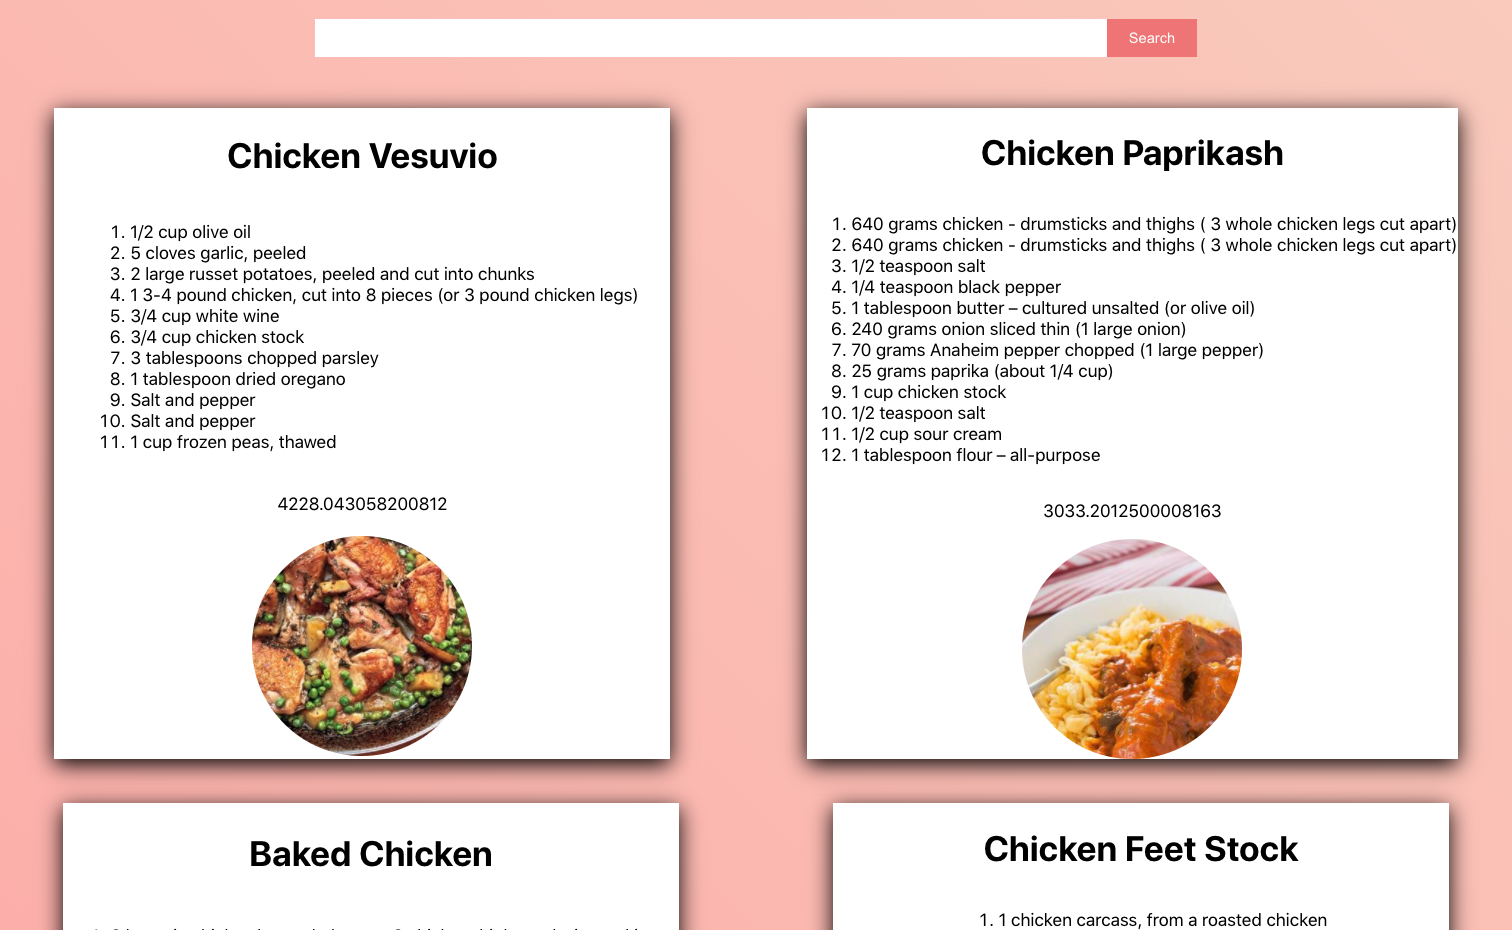 Search
Chicken Vesuvio
1. 1/2 cup olive oil
2. 5 cloves garlic, peeled
3. 2 large russet potatoes, peeled and cut into chunks
4. 1 3-4 pound chicken, cut into 8 pieces (or 3 pound chicken legs)
5. 3/4 cup white wine
6. 3/4 cup chicken stock
7. 3 tablespoons chopped parsley
8. 1 tablespoon dried oregano
9. Salt and pepper
10. Salt and pepper
11. 1 cup frozen peas, thawed
4228.043058200812
Chicken Paprikash
1. 640 grams chicken - drumsticks and thighs ( 3 whole chicken legs cut apart)
2. 640 grams chicken - drumsticks and thighs ( 3 whole chicken legs cut apart)
3. 1/2 teaspoon salt
4. 1/4 teaspoon black pepper
5. 1 tablespoon butter – cultured unsalted (or olive oil)
6. 240 grams onion sliced thin (1 large onion)
7. 70 grams Anaheim pepper chopped (1 large pepper)
8. 25 grams paprika (about 1/4 cup)
9. 1 cup chicken stock
10. 1/2 teaspoon salt
11. 1/2 cup sour cream
12. 1 tablespoon flour – all-purpose
3033.2012500008163
Baked Chicken
Chicken Feet Stock
1. 1 chicken carcass, from a roasted chicken